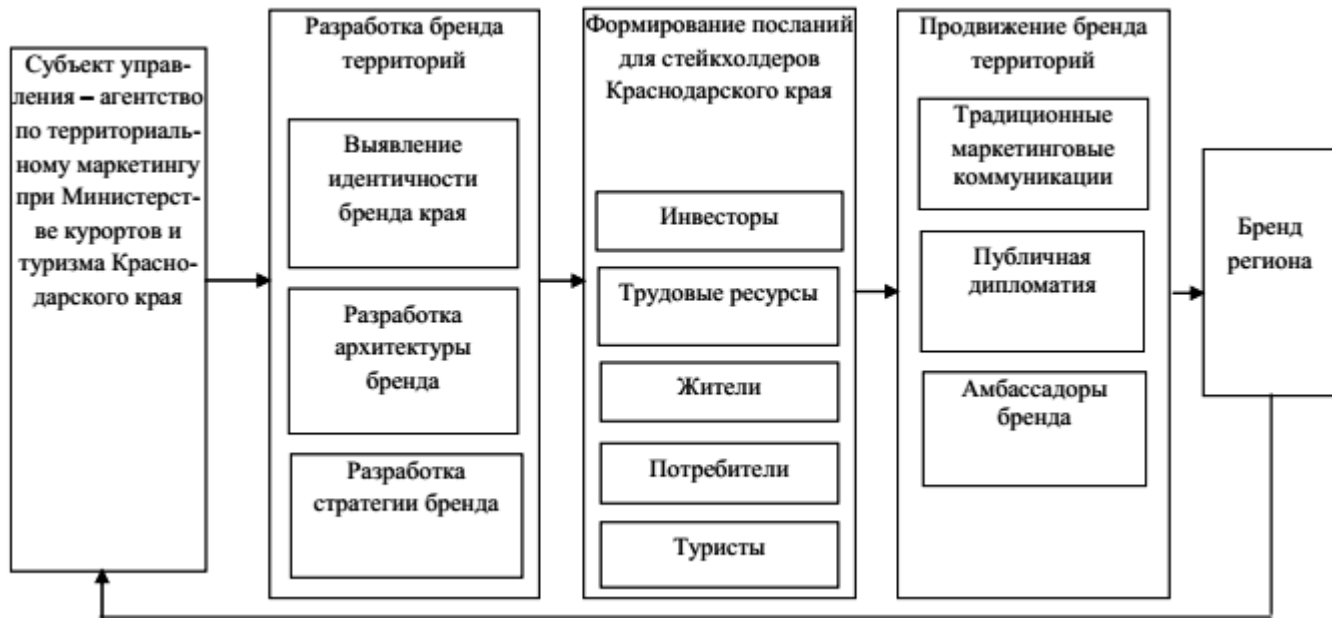 Субъект управ-
ления – агентство
по территориаль-
ному маркетингу
при Министерст-
ве курортов и
туризма Красно-
дарского края
Разработка бренда
территорий
Выявление
идентичности
бренда края
Разработка
архитектуры
бренда
Разработка
стратегии бренда
Формирование посланий
для стейкхолдеров
Краснодарского края
Инвесторы
Трудовые ресурсы
Жители
Потребители
Туристы
Продвижение бренда
территорий
Традиционные
маркетинговые
коммуникации
Публичная
дипломатия
Амбассадоры
бренда
Бренд
региона